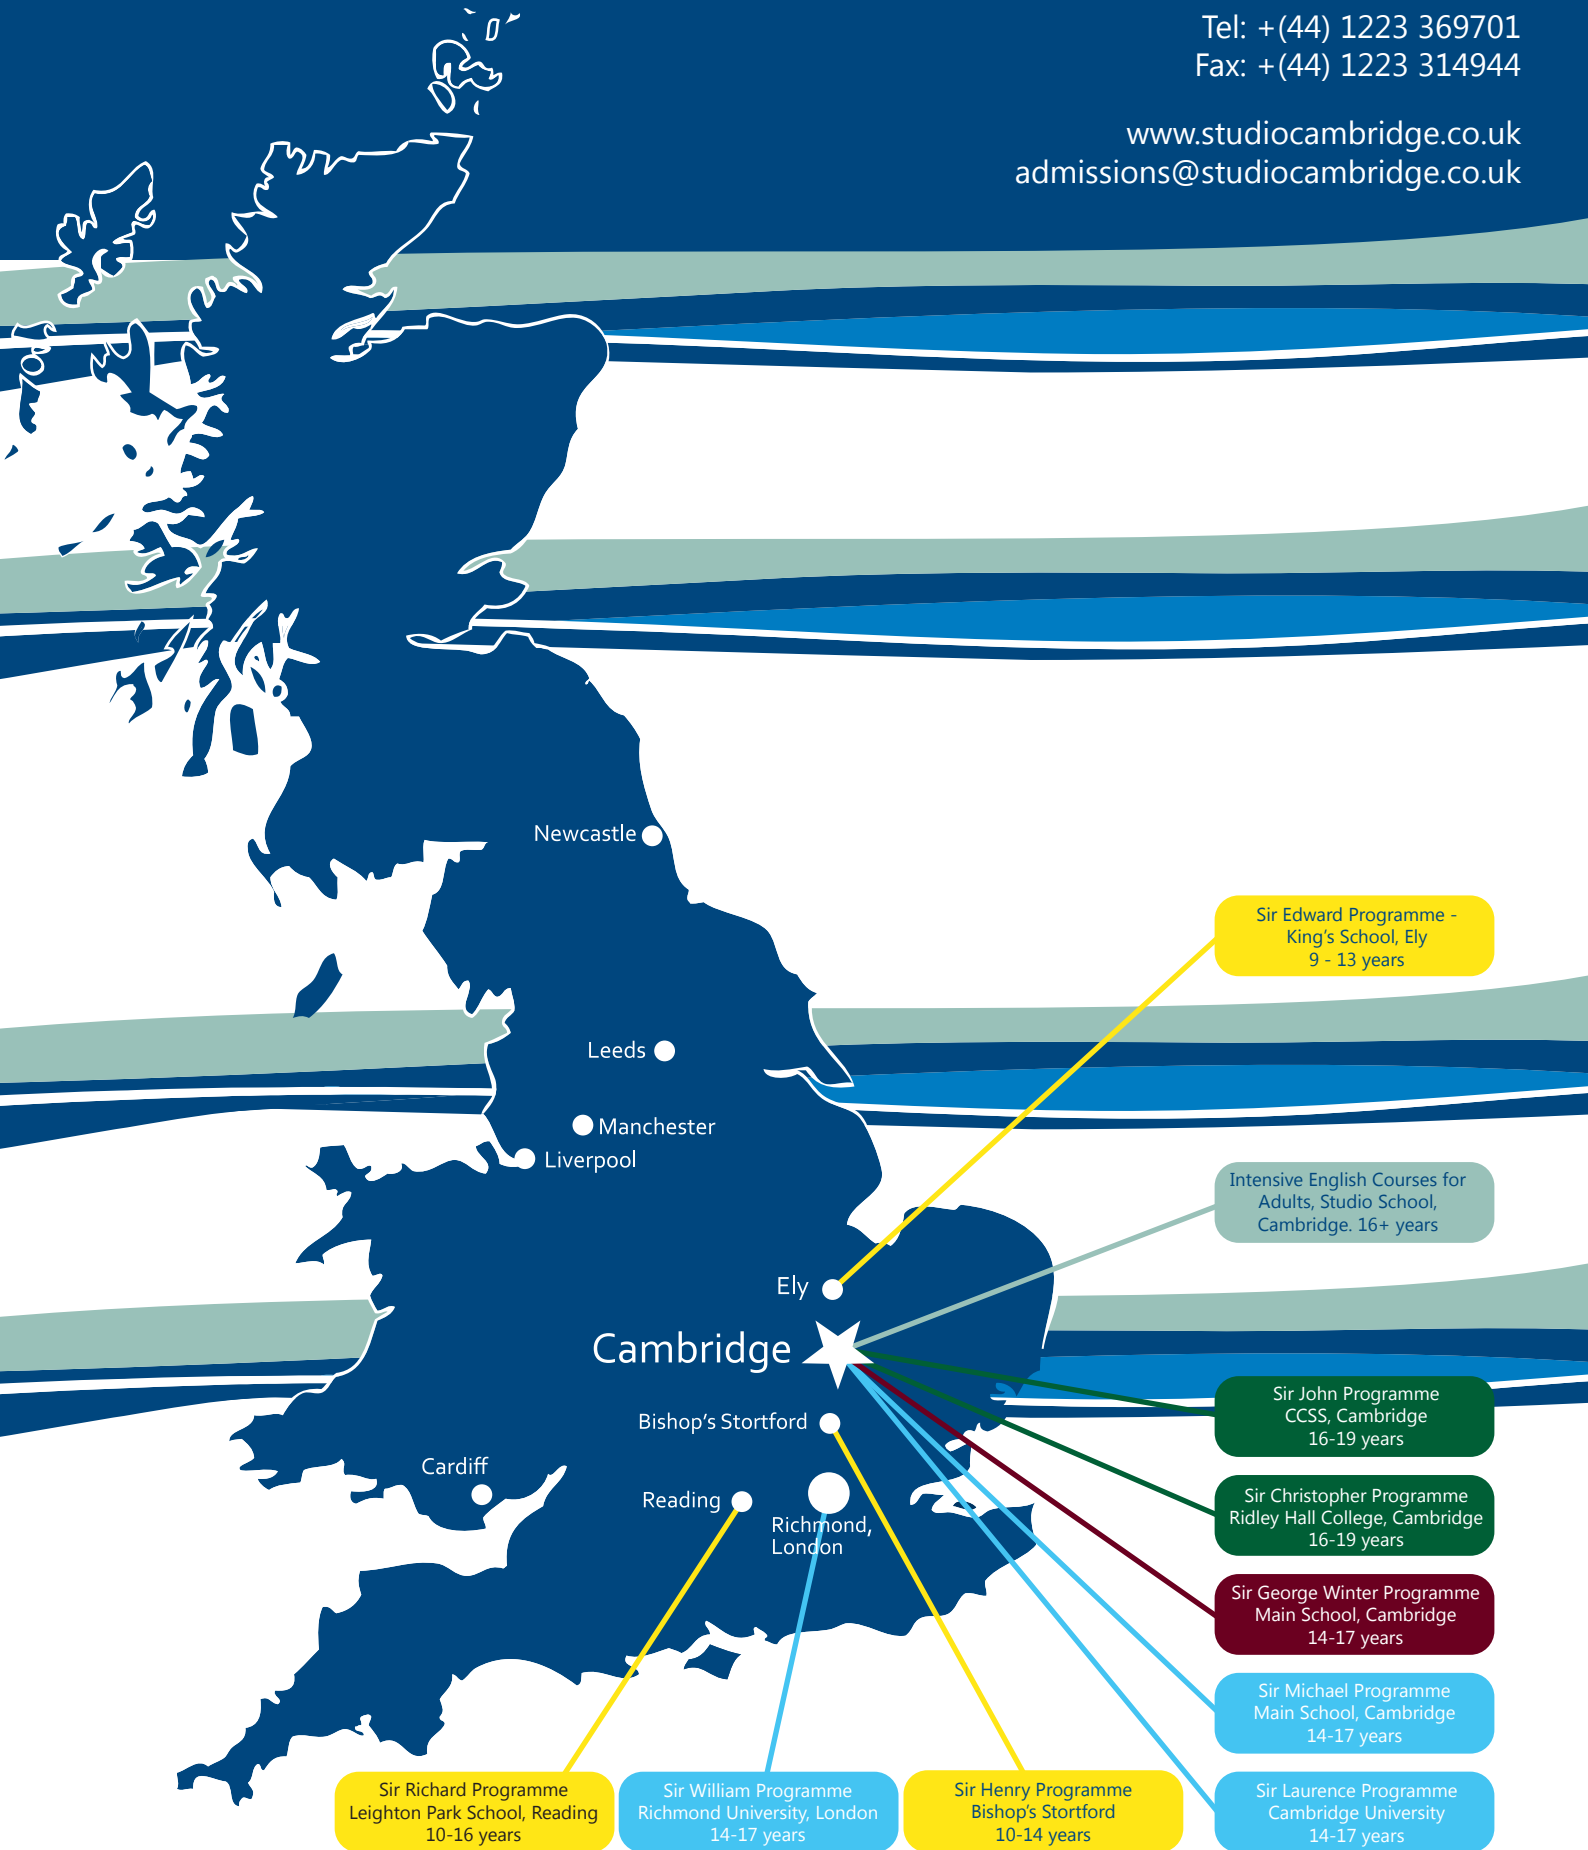 Tel: +(44) 1223 369701
Fax: +(44) 1223 314944
www.studiocambridge.co.uk
admissions@studiocambridge.co.uk
Newcastle
Sir Edward Programme -
King's School, Ely
9 - 13 years
Leeds
Manchester
Liverpool
Intensive English Courses for
Adults, Studio School,
Cambridge. 16+ years
Ely
Cambridge
Sir John Programme
CCSS, Cambridge
16-19 years
Bishop's Stortford
Cardiff
Reading
Richmond,
London
Sir Christopher Programme
Ridley Hall College, Cambridge
16-19 years
Sir George Winter Programme
Main School, Cambridge
14-17 years
Sir Michael Programme
Main School, Cambridge
14-17 years
Sir Richard Programme
Leighton Park School, Reading
10-16 years
Sir William Programme
Richmond University, London
14-17 years
Sir Henry Programme
Bishop's Stortford
10-14 years
Sir Laurence Programme
Cambridge University
14-17 years